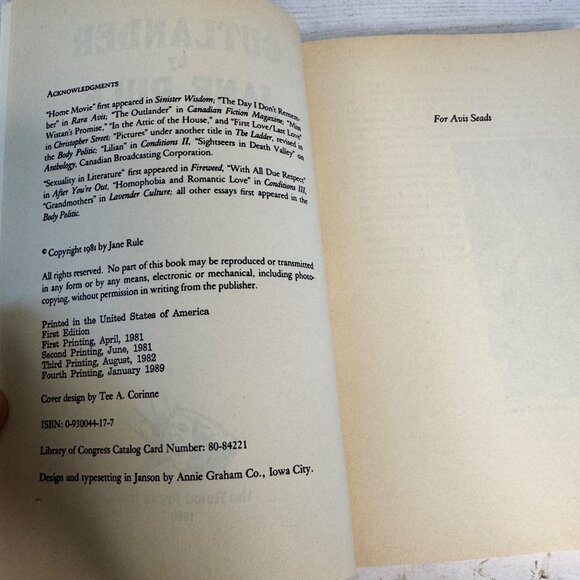 ACKNOWLEDGMENTS
"Home Movie" first appeared in Sinister Wisdom; "The Day I Don't Remem-
ber" in Rara Avis; "The Outlander" in Canadian Fiction Magazine; "Miss
Wistan's Promise," "In the Attic of the House," and "First Love/Last Love"
in Christopher Street; "Pictures" under another title in The Ladder, revised in
the Body Politic; "Lilian" in Conditions II, "Sightseers in Death Valley" on
Anthology, Canadian Broadcasting Corporation.
"Sexuality in Literature" first appeared in Fireweed, "With All Due Respect"
in After You're Out, "Homophobia and Romantic Love" in Conditions III,
"Grandmothers" in Lavender Culture; all other essays first appeared in the
Body Politic.
© Copyright 1981 by Jane Rule
All rights reserved. No part of this book may be reproduced or transmitted
in any form or by any means, electronic or mechanical, including photo-
copying, without permission in writing from the publisher.
Printed in the United States of America
First Edition
First Printing, April, 1981
Second Printing, June, 1981
Third Printing, August, 1982
Fourth Printing, January 1989
Cover design by Tee A. Corinne
ISBN: 0-930044-17-7
Library of Congress Catalog Card Number: 80-84221
Design and typesetting in Janson by Annie Graham Co., Iowa City.
For Avis Seads